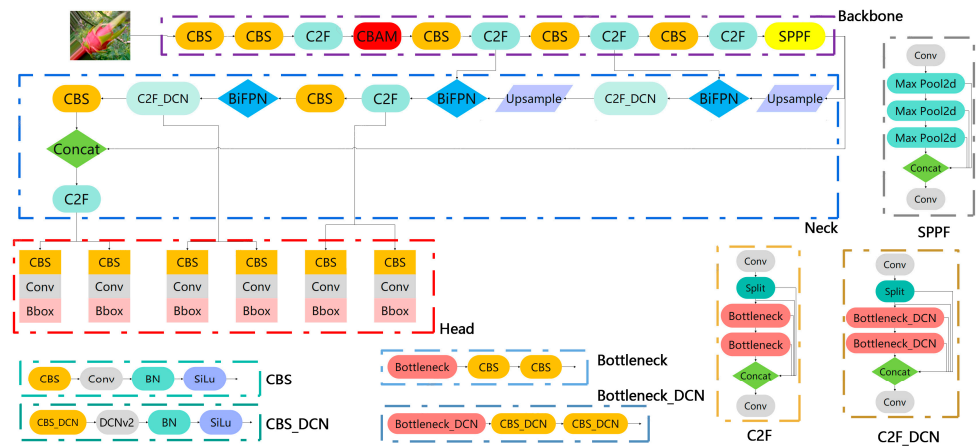 Backbone
CBS CBS C2F CBAM CBS C2F CBS C2F CBS C2F SPPF
CBS C2F_DCN BiFPN CBS C2F BiFPN Upsample C2F_DCN BiFPN Upsample
Concat
C2F
Neck
Conv
Max Pool2d
Max Pool2d
Max Pool2d
Concat
Conv
SPPF
CBS CBS CBS CBS CBS CBS
Conv Conv Conv Conv Conv Conv
Bbox Bbox Bbox Bbox Bbox Bbox
Head
CBS Conv BN SiLu
CBS
CBS_DCN DCNv2 BN SiLu
CBS_DCN
Bottleneck
Bottleneck CBS CBS
Bottleneck_DCN
Bottleneck_DCN CBS_DCN CBS_DCN
Conv
Split
Bottleneck
Bottleneck
Concat
Conv
C2F
Conv
Split
Bottleneck_DCN
Bottleneck_DCN
Concat
Conv
C2F_DCN